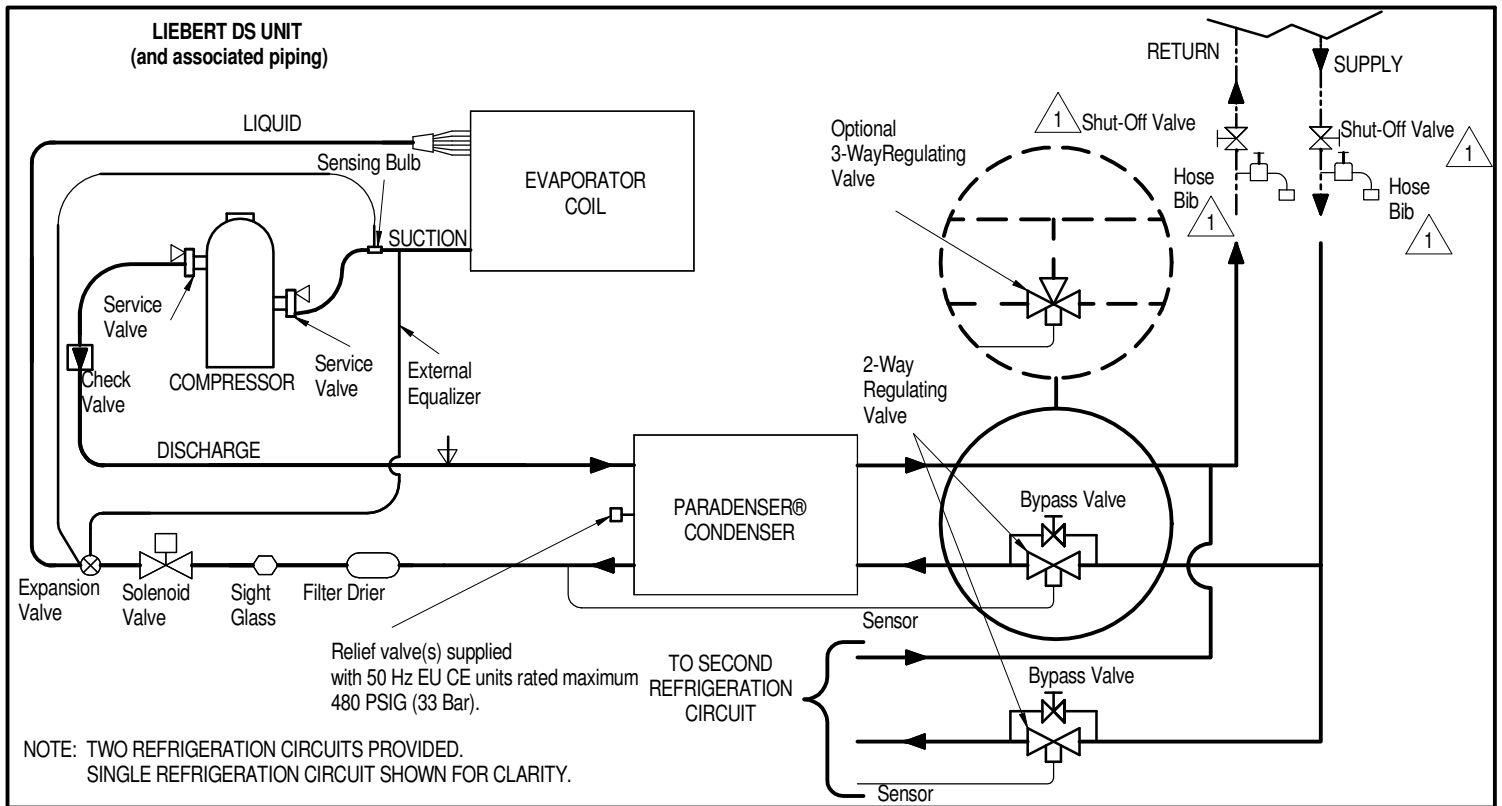 LIEBERT DS UNIT
(and associated piping)
RETURN
SUPPLY
LIQUID
Sensing Bulb
EVAPORATOR
COIL
SUCTION
Optional
3-WayRegulating
Valve
1
Shut-Off Valve
Shut-Off Valve
1
Hose
Bib
1
Hose
Bib
1
Service
Valve
Check
Valve
COMPRESSOR
Service
Valve
External
Equalizer
2-Way
Regulating
Valve
DISCHARGE
PARADENSER®
CONDENSER
Bypass Valve
Expansion
Valve
Solenoid
Valve
Sight
Glass
Filter Drier
Sensor
Relief valve(s) supplied
with 50 Hz EU CE units rated maximum
480 PSIG (33 Bar).
TO SECOND
REFRIGERATION
CIRCUIT
Bypass Valve
Sensor
NOTE: TWO REFRIGERATION CIRCUITS PROVIDED.
SINGLE REFRIGERATION CIRCUIT SHOWN FOR CLARITY.